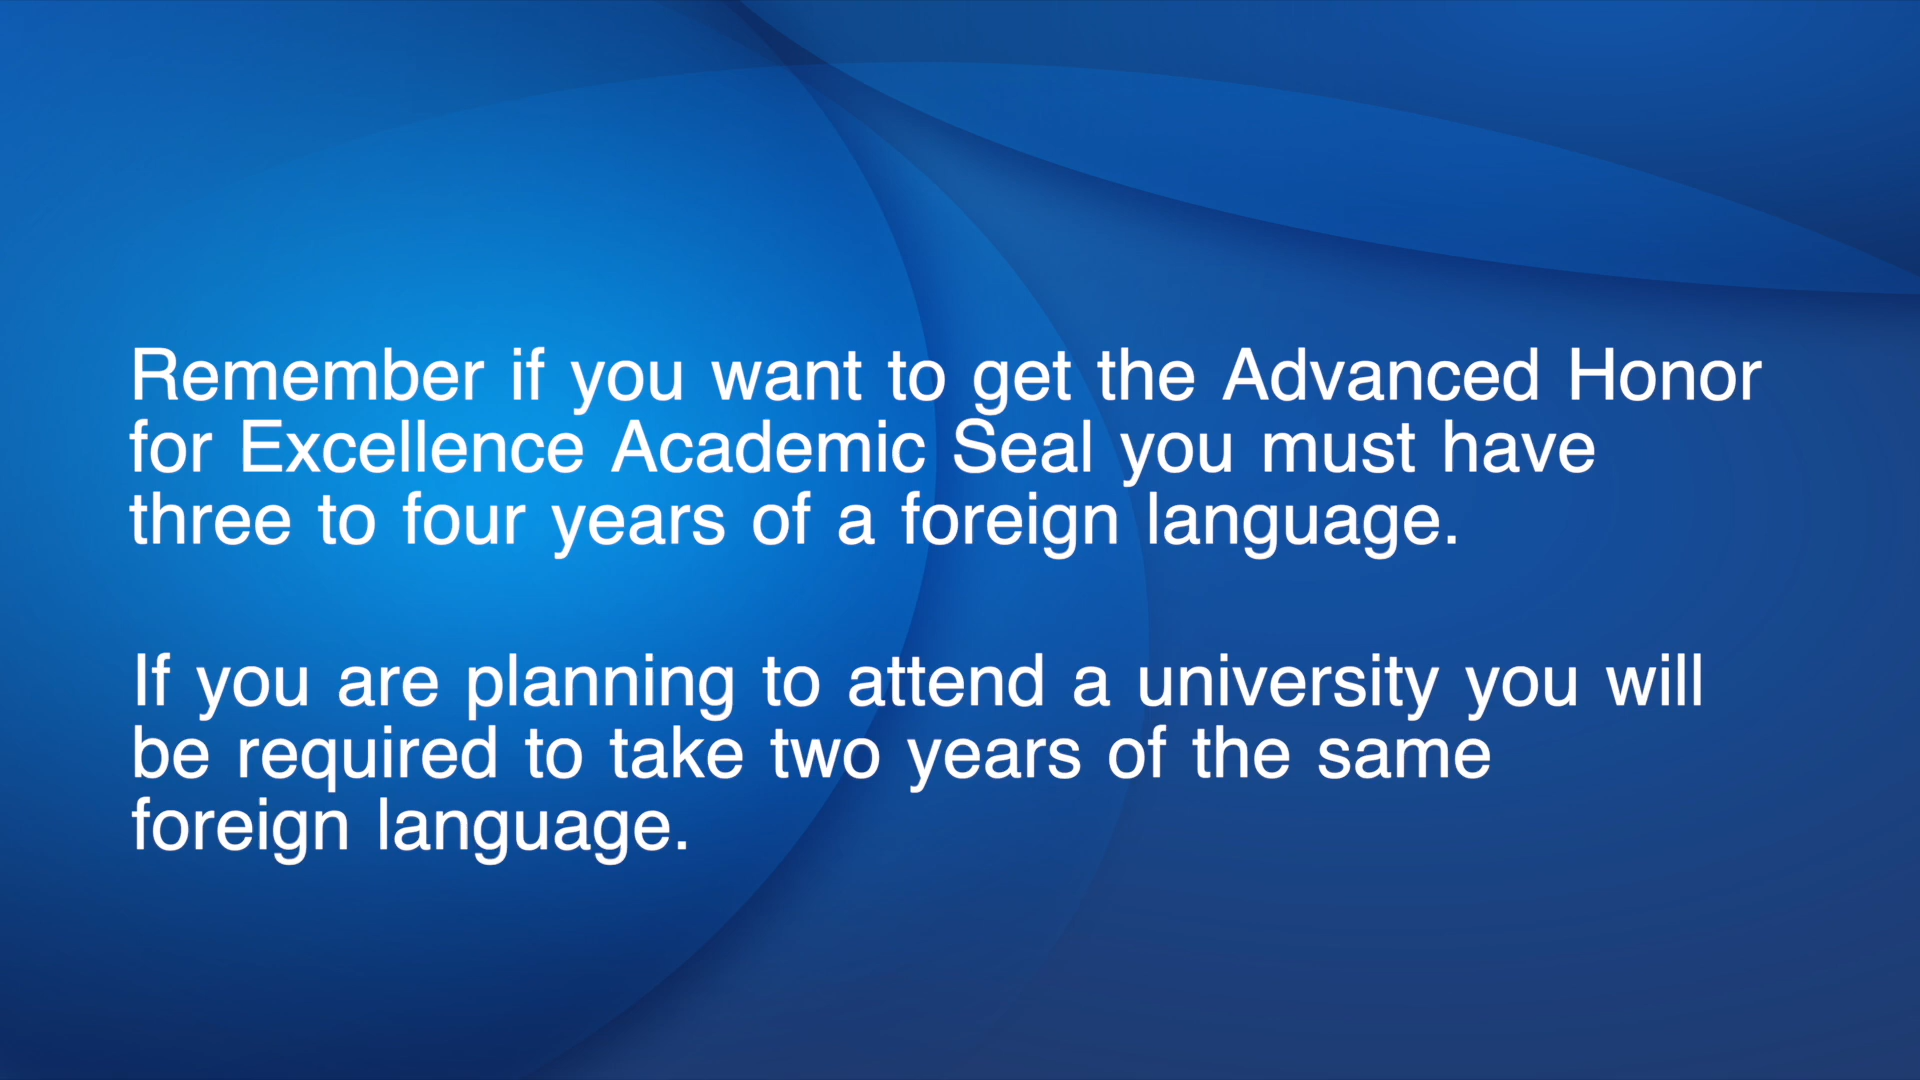 Remember if you want to get the Advanced Honor
for Excellence Academic Seal you must have
three to four years of a foreign language.
If you are planning to attend a university you will
be required to take two years of the same
foreign language.